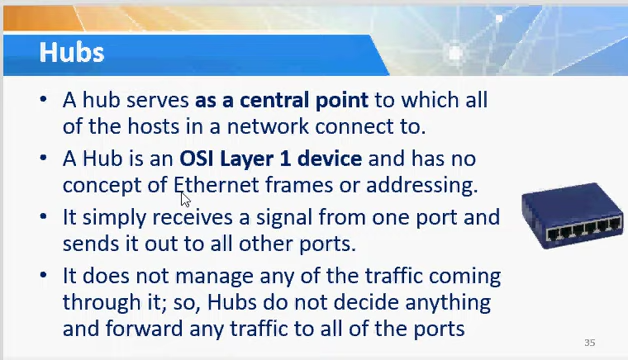 Hubs
• A hub serves as a central point to which all
of the hosts in a network connect to.
• A Hub is an OSI Layer 1 device and has no
concept of Ethernet frames or addressing.
• It simply receives a signal from one port and
sends it out to all other ports.
• It does not manage any of the traffic coming
through it; so, Hubs do not decide anything
and forward any traffic to all of the ports
35